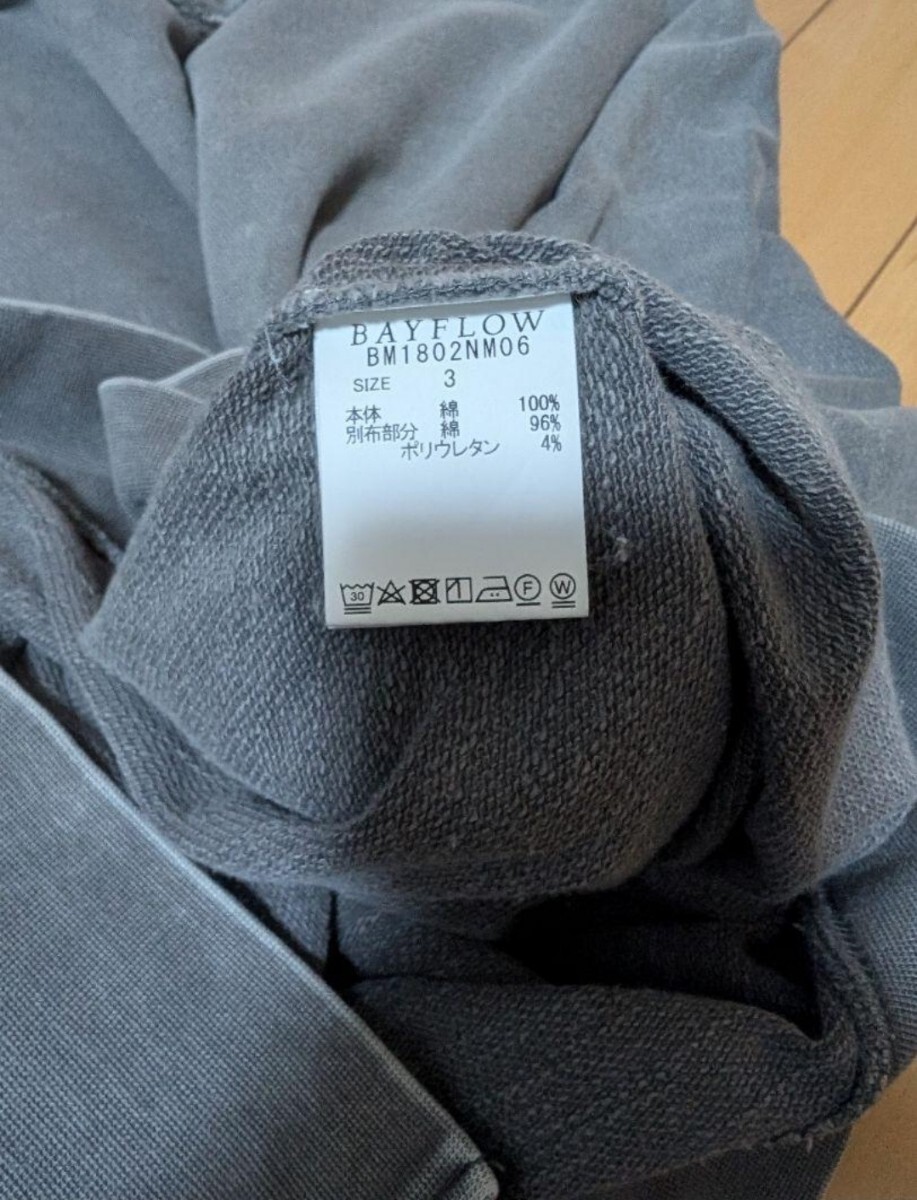 BAYFLOW
BM1802NM06
SIZE 3
本体 綿 100%
別布部分 綿 96%
ポリウレタン 4%
30 F W